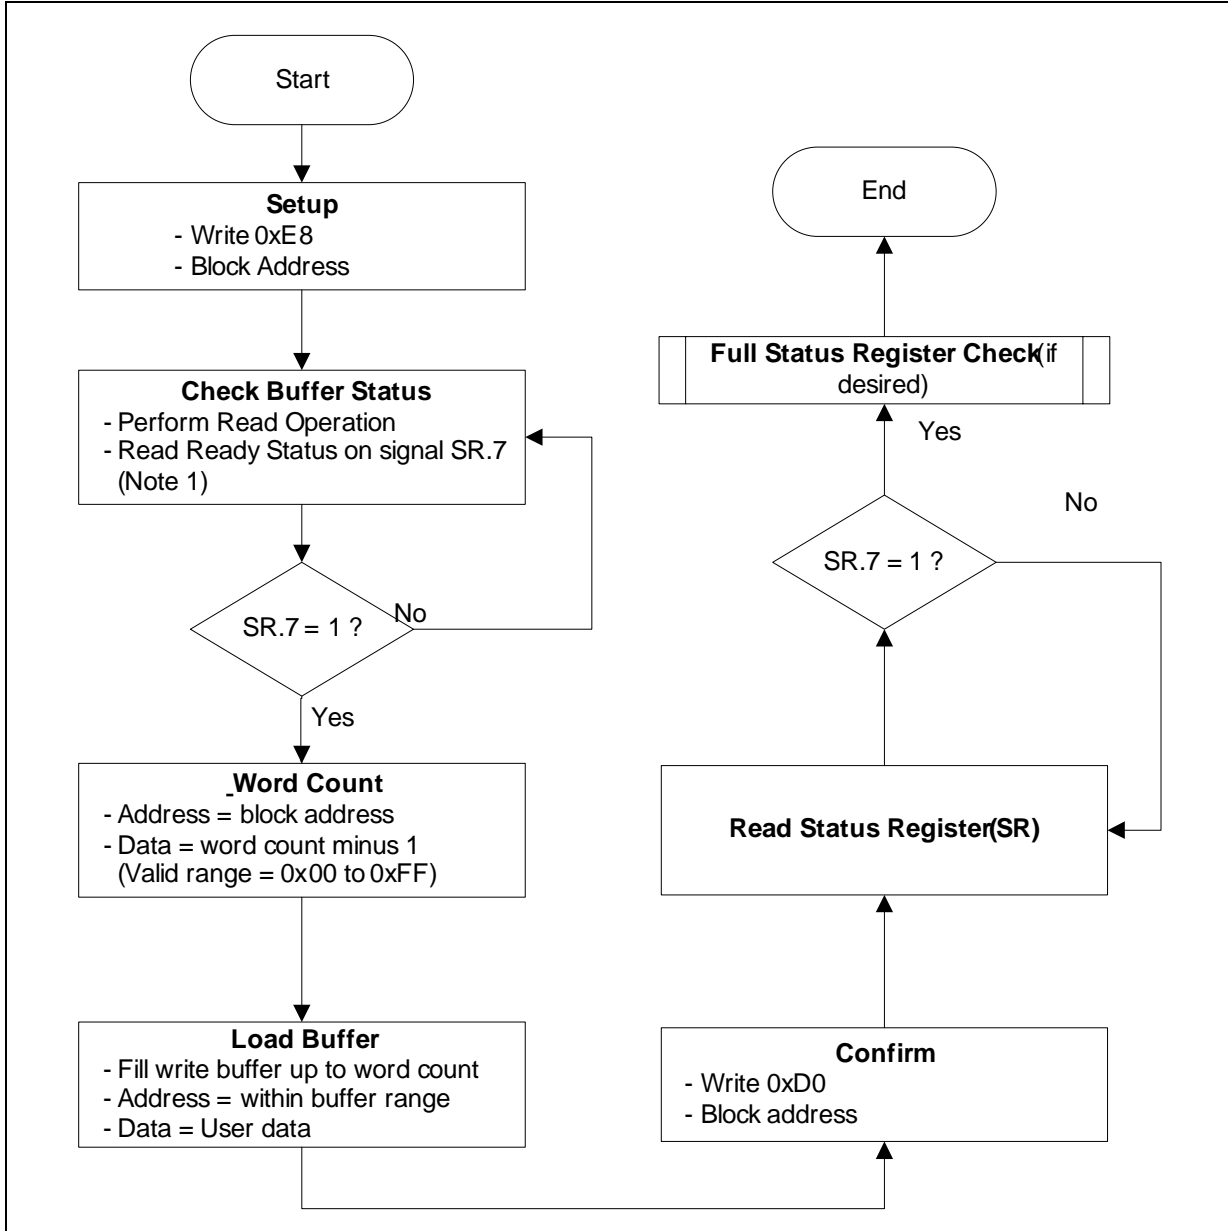 Start
Setup
- Write 0xE8
- Block Address
Check Buffer Status
- Perform Read Operation
- Read Ready Status on signal SR.7
(Note 1)
SR.7 = 1 ?
No
Yes
Word Count
- Address = block address
- Data = word count minus 1
(Valid range = 0x00 to 0xFF)
Load Buffer
- Fill write buffer up to word count
- Address = within buffer range
- Data = User data
End
Full Status Register Check(if
desired)
Yes
No
SR.7 = 1 ?
Read Status Register(SR)
Confirm
- Write 0xD0
- Block address